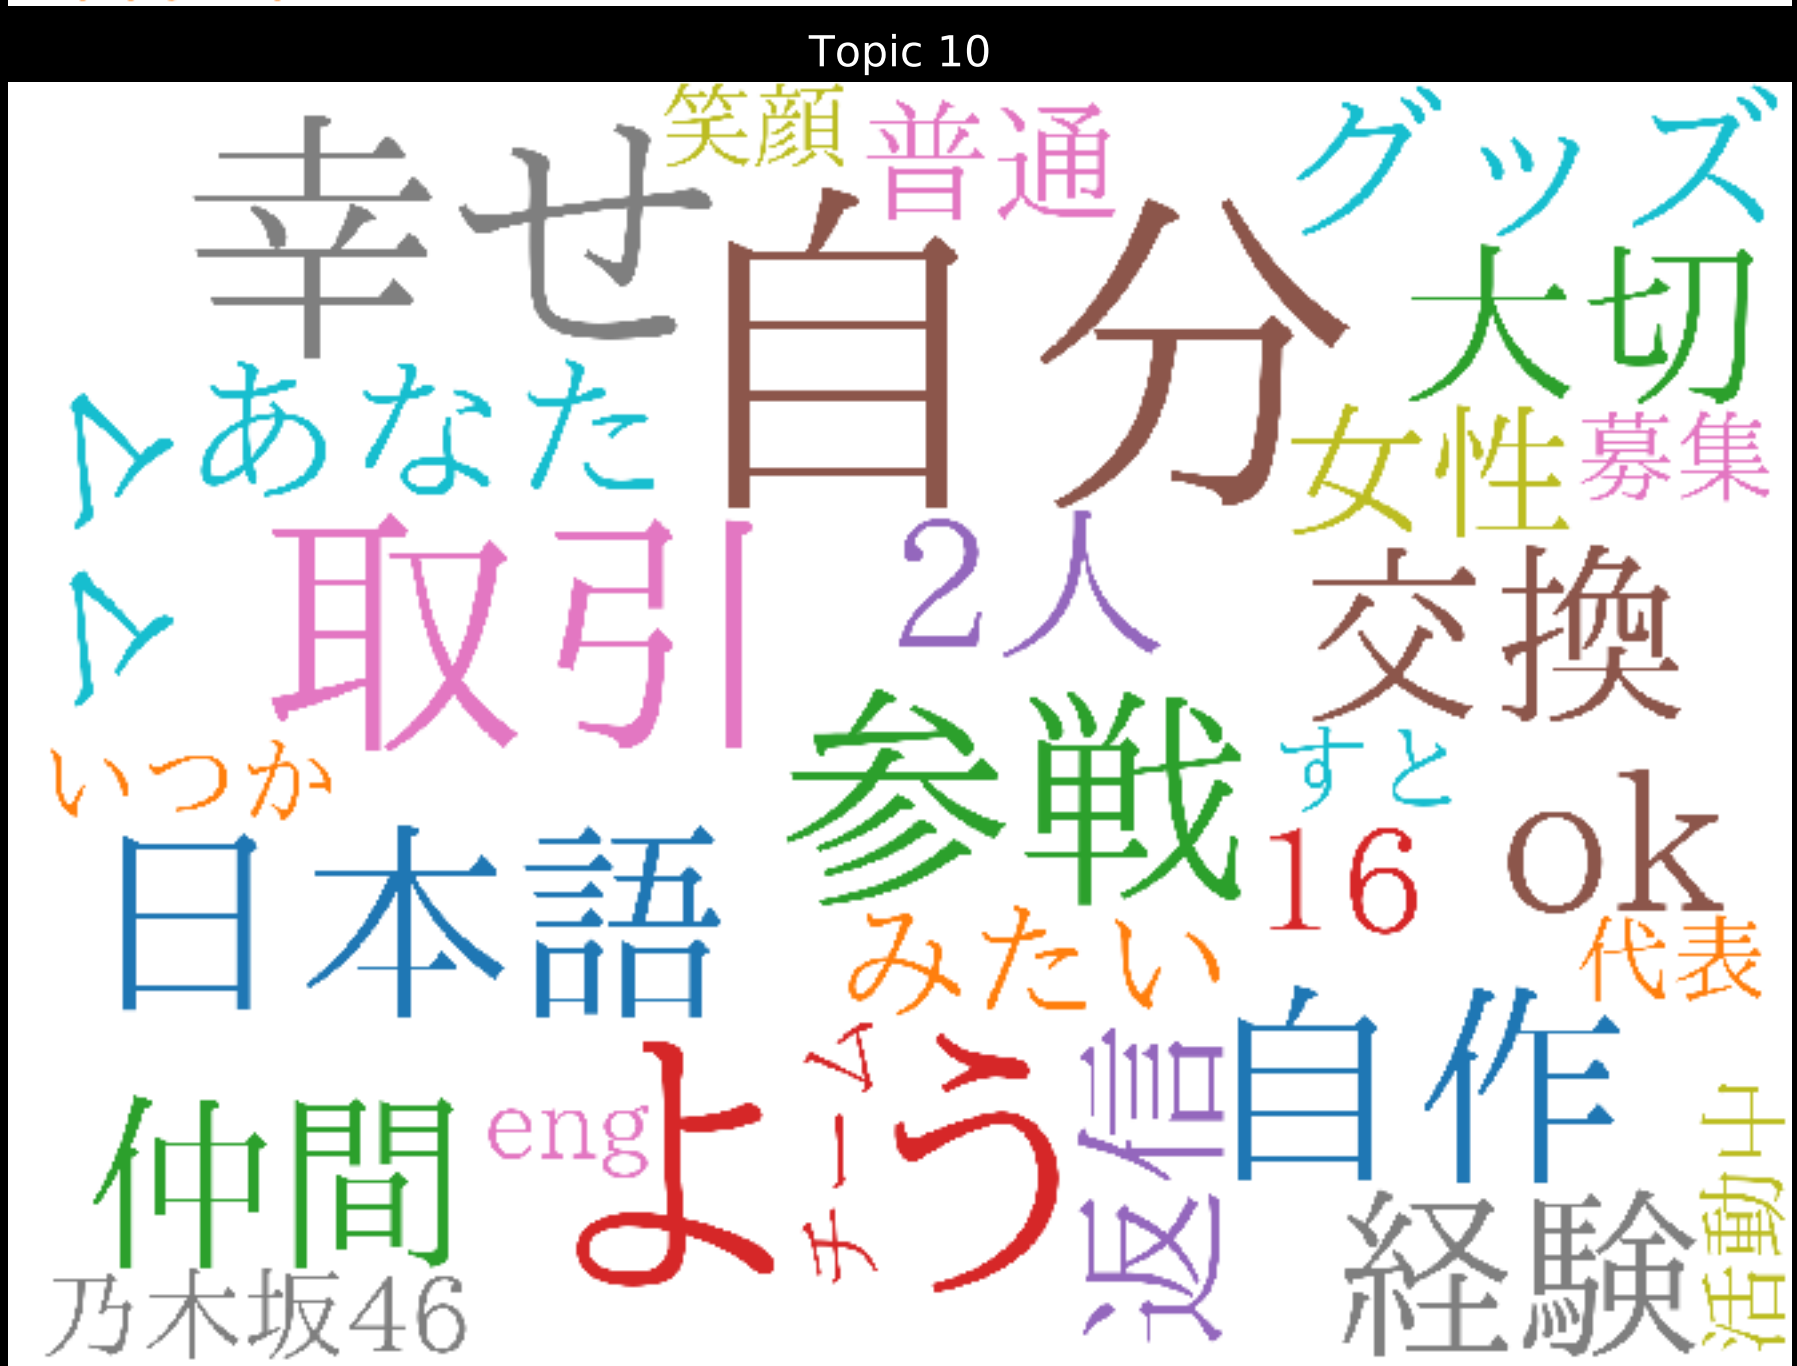 Topic 10
笑顔
普通
グッズ
幸せ
自分
大切
あなた
ママ
女性
募集
取引
2人
交換
参戦
いつか
すと
日本語
16
ok
みたい
代表
自作
よう
チーム
返信
仲間
eng
活動中
経験
乃木坂46